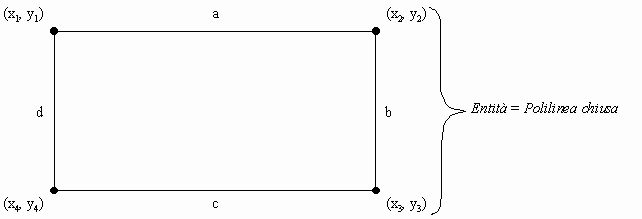 (x1, y1) a (x2, y2)
d b Entità = Polilinea chiusa
(x4, y4) c (x3, y3)